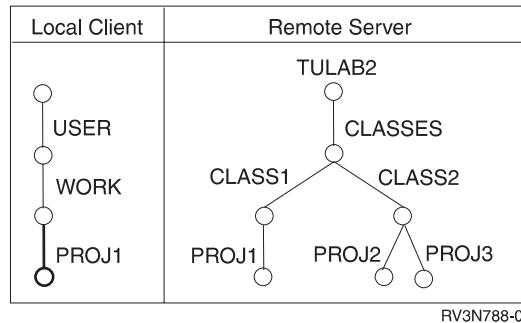 Local Client
Remote Server
TULAB2
USER
CLASSES
WORK
CLASS1
CLASS2
PROJ1
PROJ1
PROJ2
PROJ3